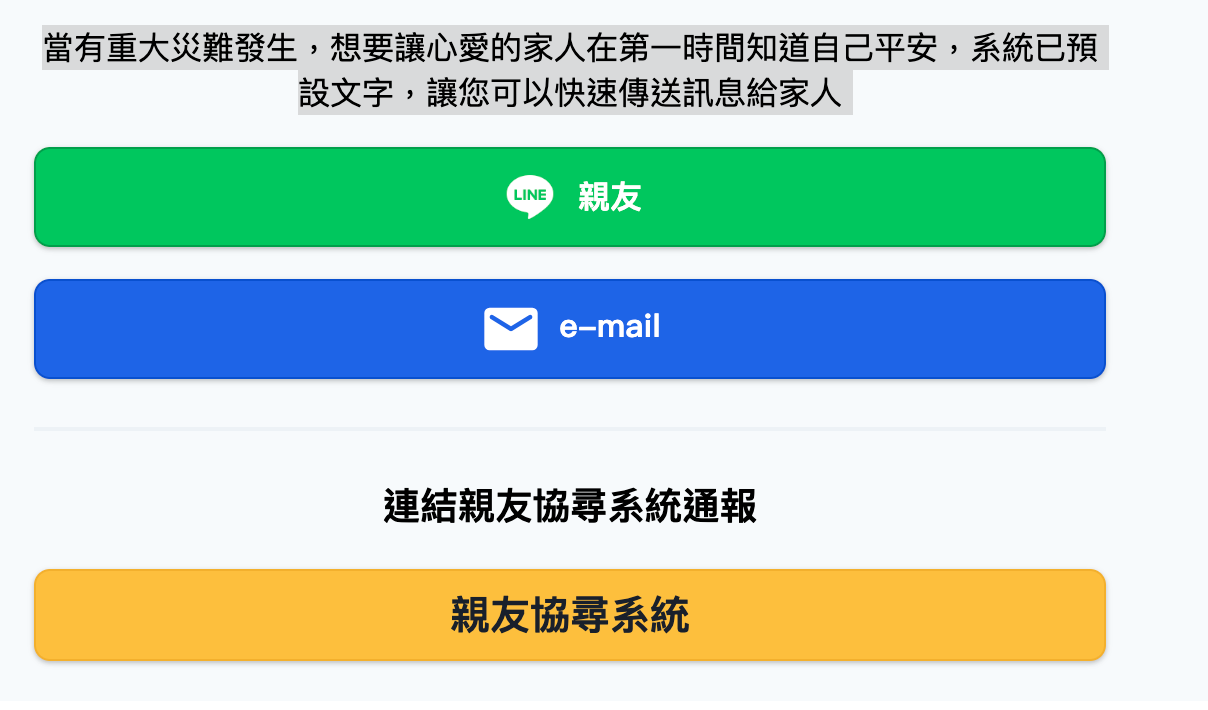 當有重大災難發生，想要讓心愛的家人在第一時間知道自己平安，系統已預
設文字，讓您可以快速傳送訊息給家人
LINE 親友
e-mail
連結親友協尋系統通報
親友協尋系統